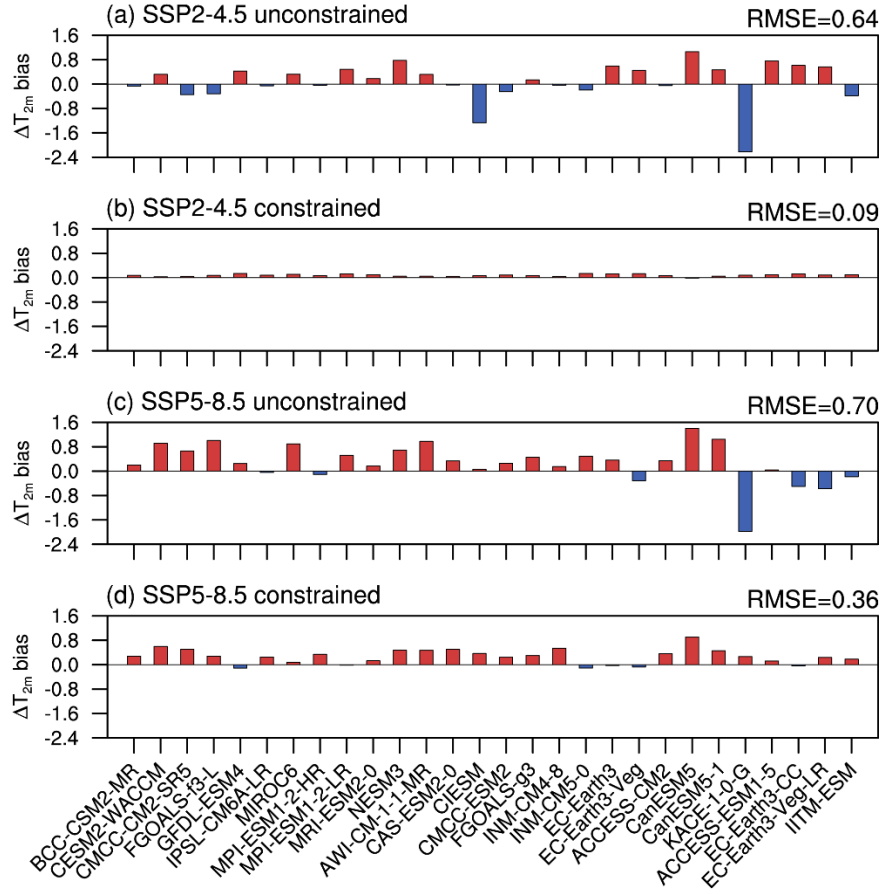 (a) SSP2-4.5 unconstrained RMSE=0.64
1.6
0.8
0.0
-0.8
-1.6
-2.4
ΔT2m bias
(b) SSP2-4.5 constrained RMSE=0.09
1.6
0.8
0.0
-0.8
-1.6
-2.4
ΔT2m bias
(c) SSP5-8.5 unconstrained RMSE=0.70
1.6
0.8
0.0
-0.8
-1.6
-2.4
ΔT2m bias
(d) SSP5-8.5 constrained RMSE=0.36
1.6
0.8
0.0
-0.8
-1.6
-2.4
ΔT2m bias
BCC-CSM2-MR
CESM2-WACCM
CMCC-CM2-SR5
FGOALS-f3-L
GFDL-ESM4
IPSL-CM6A-LR
MIROC6
MPI-ESM1-2-HR
MPI-ESM1-2-LR
MRI-ESM2-0
NESM3
AWI-CM-1-1-MR
CAS-ESM2-0
CIESM
CMCC-ESM2
FGOALS-g3
INM-CM4-8
INM-CM5-0
EC-Earth3
EC-Earth3-Veg
ACCESS-CM2
CanESM5
CanESM5-1
KACE-1-0-G
ACCESS-ESM1-5
EC-Earth3-CC
EC-Earth3-Veg-LR
IITM-ESM